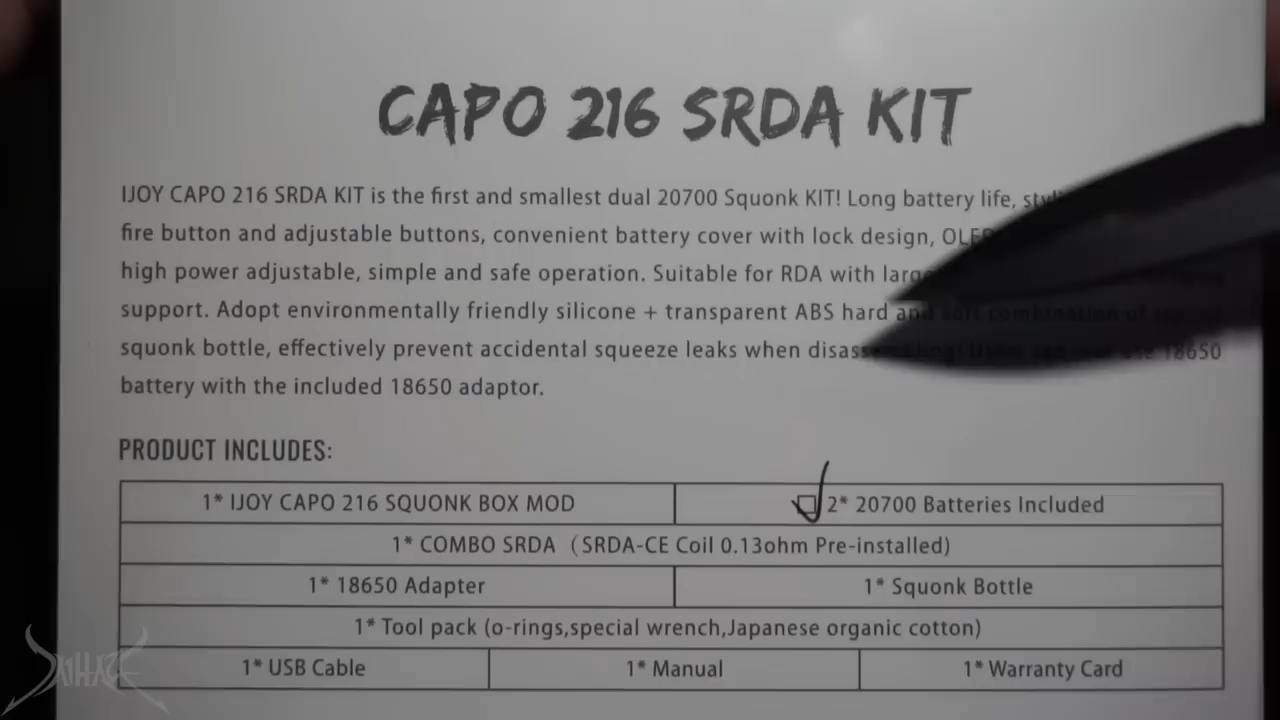 CAPO 216 SRDA KIT
IJOY CAPO 216 SRDA KIT is the first and smallest dual 20700 Squonk KIT! Long battery life,
fire button and adjustable buttons, convenient battery cover with lock design,
high power adjustable, simple and safe operation. Suitable for RDA with
support. Adopt environmentally friendly silicone + transparent ABS hard and soft combination of
squonk bottle, effectively prevent accidental squeeze leaks when 18650
battery with the included 18650 adaptor.
PRODUCT INCLUDES:
1* IJOY CAPO 216 SQUONK BOX MOD 2* 20700 Batteries Included
1* COMBO SRDA (SRDA-CE Coil 0.13ohm Pre-installed)
1* 18650 Adapter 1* Squonk Bottle
1* Tool pack (o-rings,special wrench,Japanese organic cotton)
1* USB Cable 1* Manual 1* Warranty Card